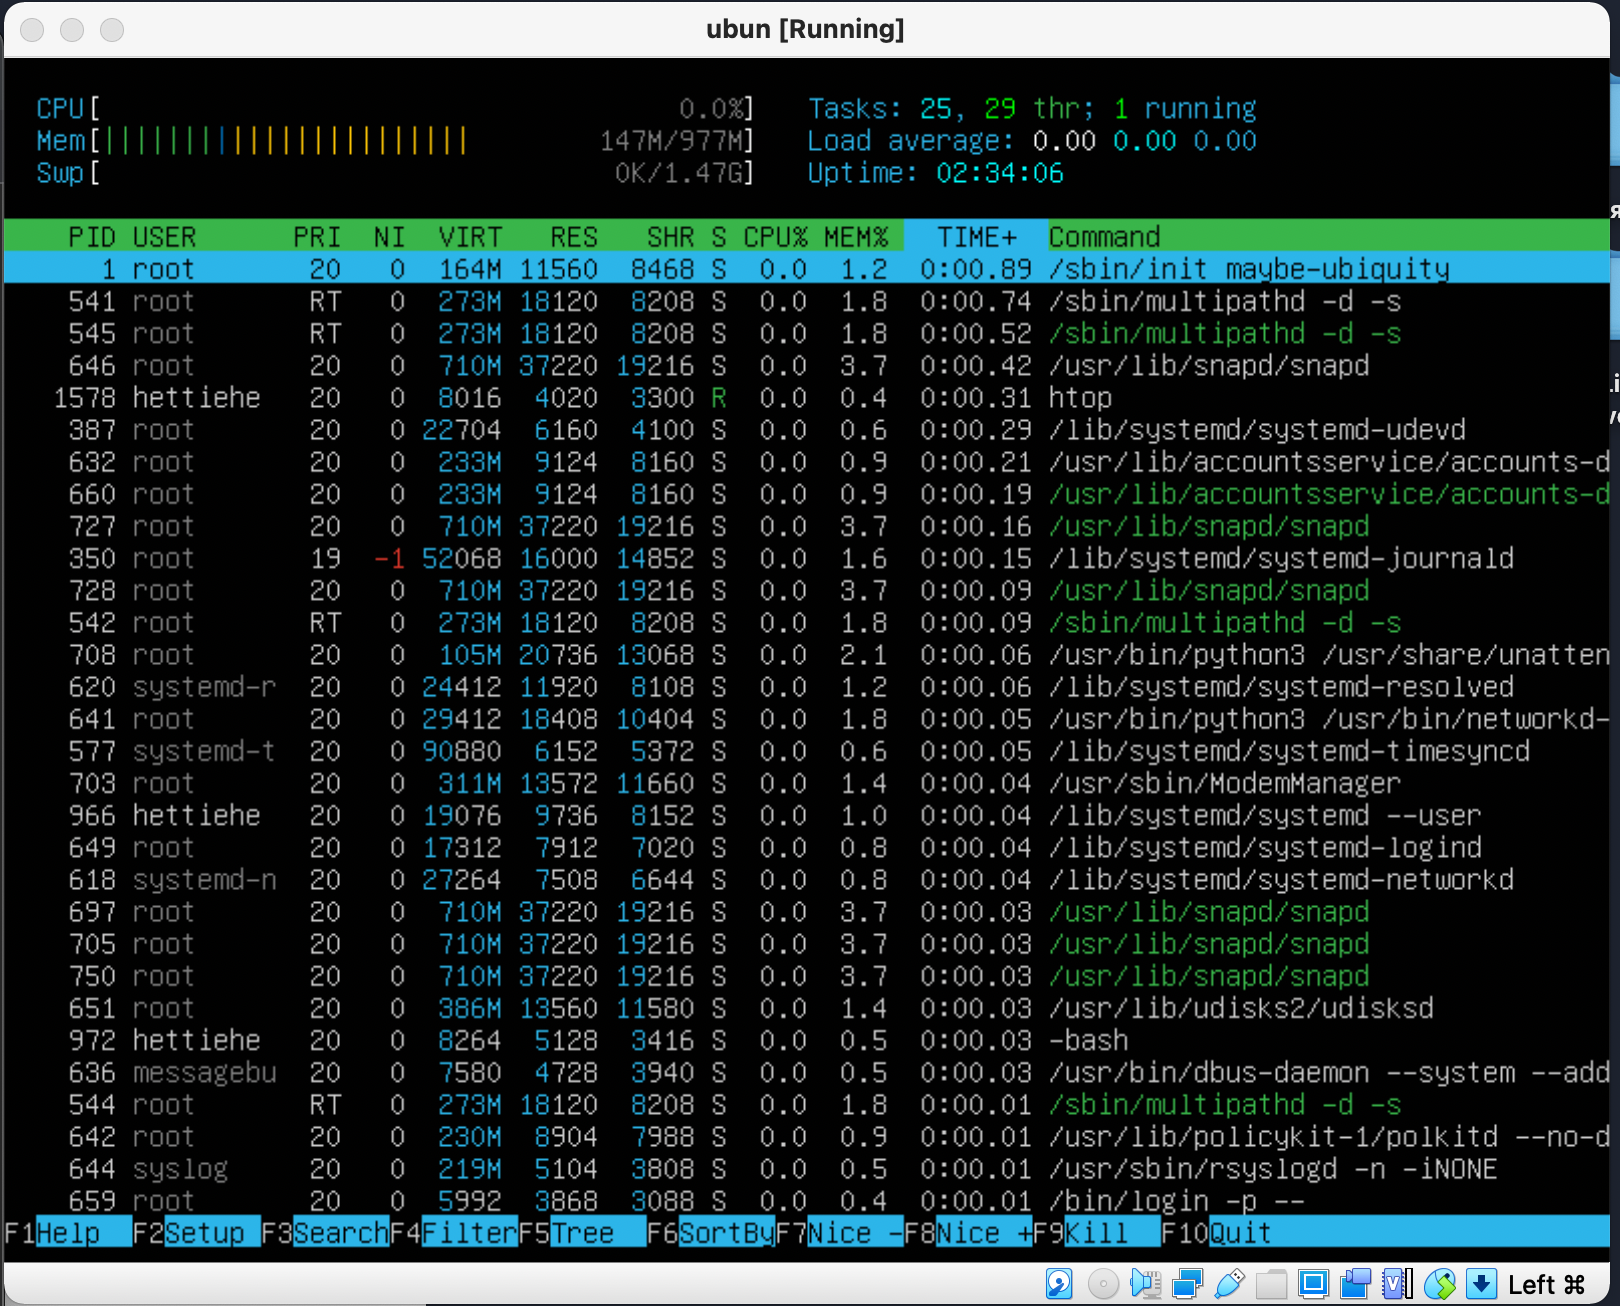 ubun [Running]
CPU[ 0.0%] Tasks: 25, 29 thr; 1 running
Mem[||||||||||||||||||||||| 147M/977M] Load average: 0.00 0.00 0.00
Swp[ 0K/1.47G] Uptime: 02:34:06
PID USER PRI NI VIRT RES SHR S CPU% MEM% TIME+ Command
1 root 20 0 164M 11560 8468 S 0.0 1.2 0:00.89 /sbin/init maybe-ubiquity
541 root RT 0 273M 18120 8208 S 0.0 1.8 0:00.74 /sbin/multipathd -d -s
545 root RT 0 273M 18120 8208 S 0.0 1.8 0:00.52 /sbin/multipathd -d -s
646 root 20 0 710M 37220 19216 S 0.0 3.7 0:00.42 /usr/lib/snapd/snapd
1578 hettiehe 20 0 8016 4020 3300 R 0.0 0.4 0:00.31 htop
387 root 20 0 22704 6160 4100 S 0.0 0.6 0:00.29 /lib/systemd/systemd-udevd
632 root 20 0 233M 9124 8160 S 0.0 0.9 0:00.21 /usr/lib/accountsservice/accounts-d
660 root 20 0 233M 9124 8160 S 0.0 0.9 0:00.19 /usr/lib/accountsservice/accounts-d
727 root 20 0 710M 37220 19216 S 0.0 3.7 0:00.16 /usr/lib/snapd/snapd
350 root 19 -1 52068 16000 14852 S 0.0 1.6 0:00.15 /lib/systemd/systemd-journald
728 root 20 0 710M 37220 19216 S 0.0 3.7 0:00.09 /usr/lib/snapd/snapd
542 root RT 0 273M 18120 8208 S 0.0 1.8 0:00.09 /sbin/multipathd -d -s
708 root 20 0 105M 20736 13068 S 0.0 2.1 0:00.06 /usr/bin/python3 /usr/share/unatten
620 systemd-r 20 0 24412 11920 8108 S 0.0 1.2 0:00.06 /lib/systemd/systemd-resolved
641 root 20 0 29412 18408 10404 S 0.0 1.8 0:00.05 /usr/bin/python3 /usr/bin/networkd-
577 systemd-t 20 0 90880 6152 5372 S 0.0 0.6 0:00.05 /lib/systemd/systemd-timesyncd
703 root 20 0 311M 13572 11660 S 0.0 1.4 0:00.04 /usr/sbin/ModemManager
966 hettiehe 20 0 19076 9736 8152 S 0.0 1.0 0:00.04 /lib/systemd/systemd --user
649 root 20 0 17312 7912 7020 S 0.0 0.8 0:00.04 /lib/systemd/systemd-logind
618 systemd-n 20 0 27264 7508 6644 S 0.0 0.8 0:00.04 /lib/systemd/systemd-networkd
697 root 20 0 710M 37220 19216 S 0.0 3.7 0:00.03 /usr/lib/snapd/snapd
705 root 20 0 710M 37220 19216 S 0.0 3.7 0:00.03 /usr/lib/snapd/snapd
750 root 20 0 710M 37220 19216 S 0.0 3.7 0:00.03 /usr/lib/snapd/snapd
651 root 20 0 386M 13560 11580 S 0.0 1.4 0:00.03 /usr/lib/udisks2/udisksd
972 hettiehe 20 0 8264 5128 3416 S 0.0 0.5 0:00.03 -bash
636 messagebu 20 0 7580 4728 3940 S 0.0 0.5 0:00.03 /usr/bin/dbus-daemon --system --add
544 root RT 0 273M 18120 8208 S 0.0 1.8 0:00.01 /sbin/multipathd -d -s
642 root 20 0 230M 8904 7988 S 0.0 0.9 0:00.01 /usr/lib/policykit-1/polkitd --no-d
644 syslog 20 0 219M 5104 3808 S 0.0 0.5 0:00.01 /usr/sbin/rsyslogd -n -iNONE
659 root 20 0 5992 3868 3088 S 0.0 0.4 0:00.01 /bin/login -p --
F1Help F2Setup F3SearchF4FilterF5Tree F6SortByF7Nice -F8Nice +F9Kill F10Quit
Left ⌘